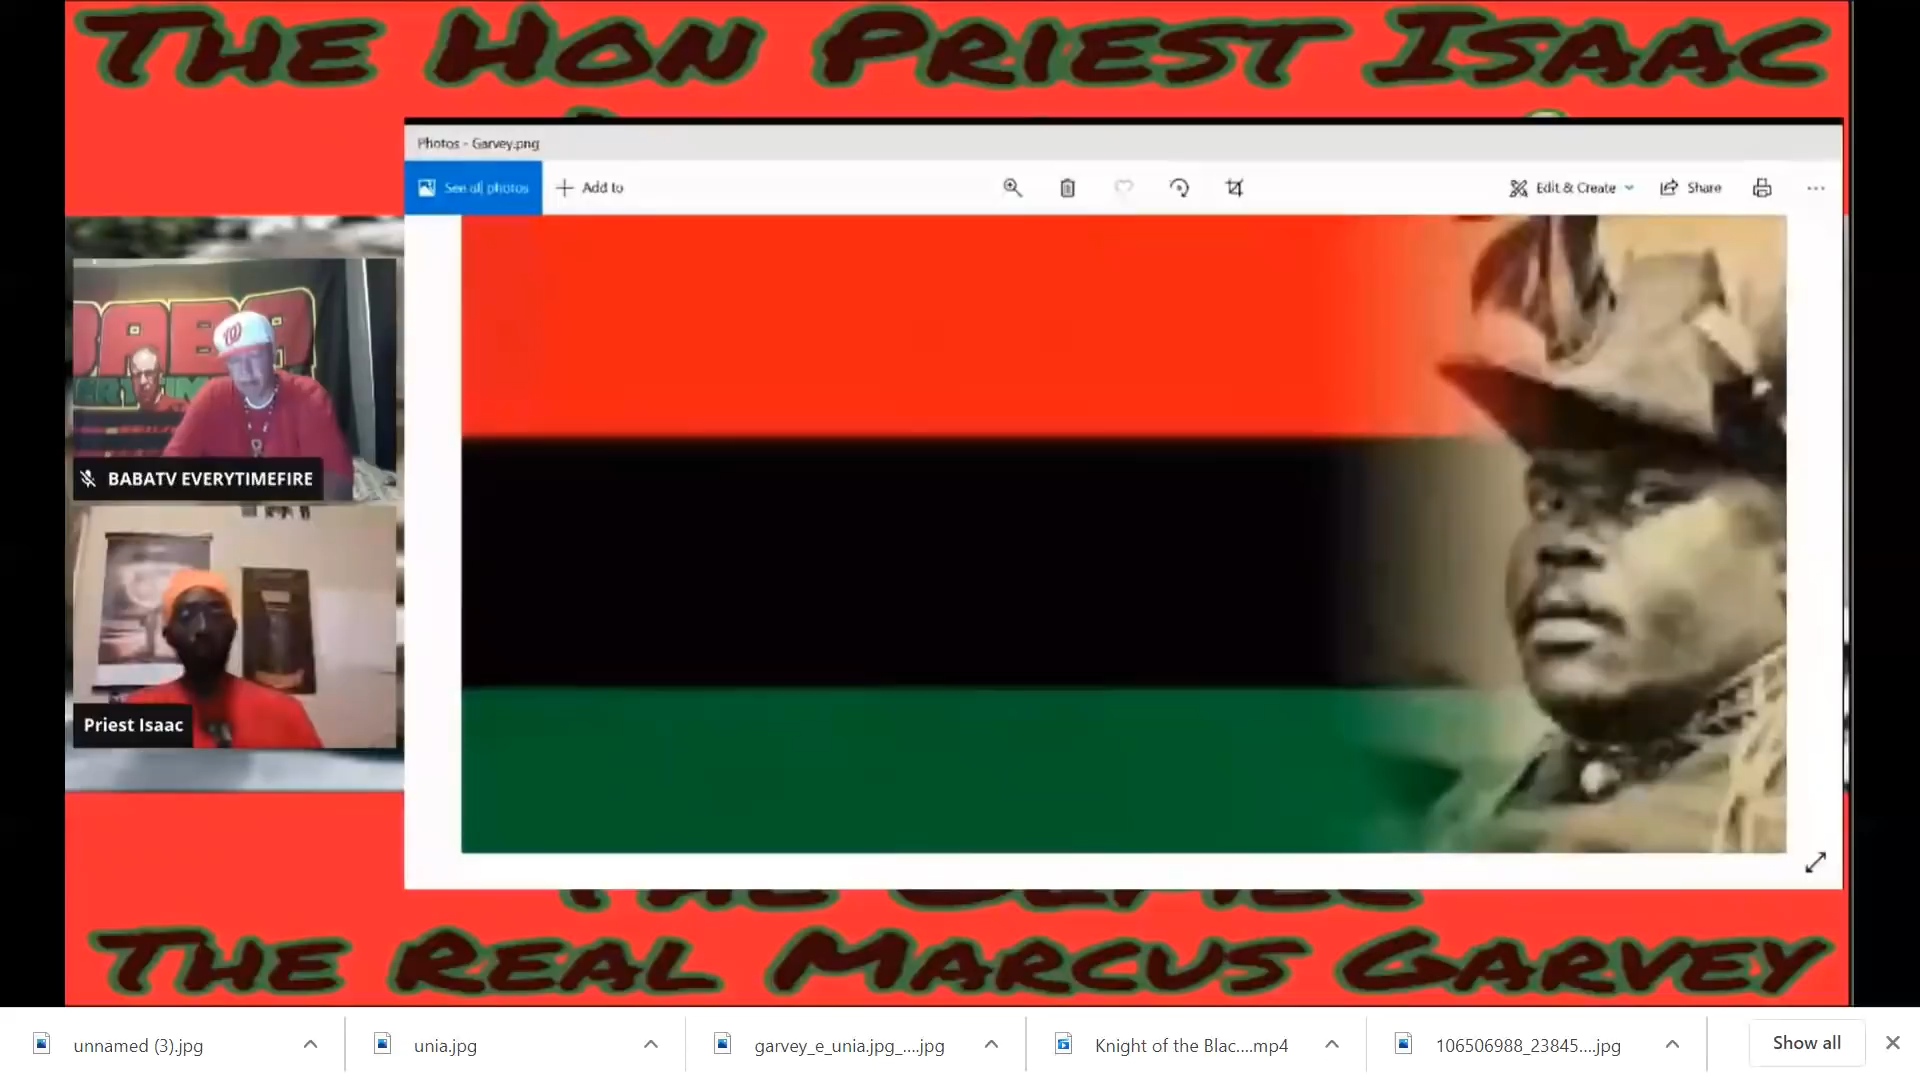 THE HON PRIEST ISAAC
Photos - Garvey.png
See all photos
Add to
Edit & Create
Share
BABA
W
BABATV EVERYTIMEFIRE
Priest Isaac
THE REAL MARCUS GARVEY
unnamed (3).jpg
unia.jpg
garvey_e_unia.jpg_....jpg
Knight of the Blac....mp4
106506988_23845....jpg
Show all